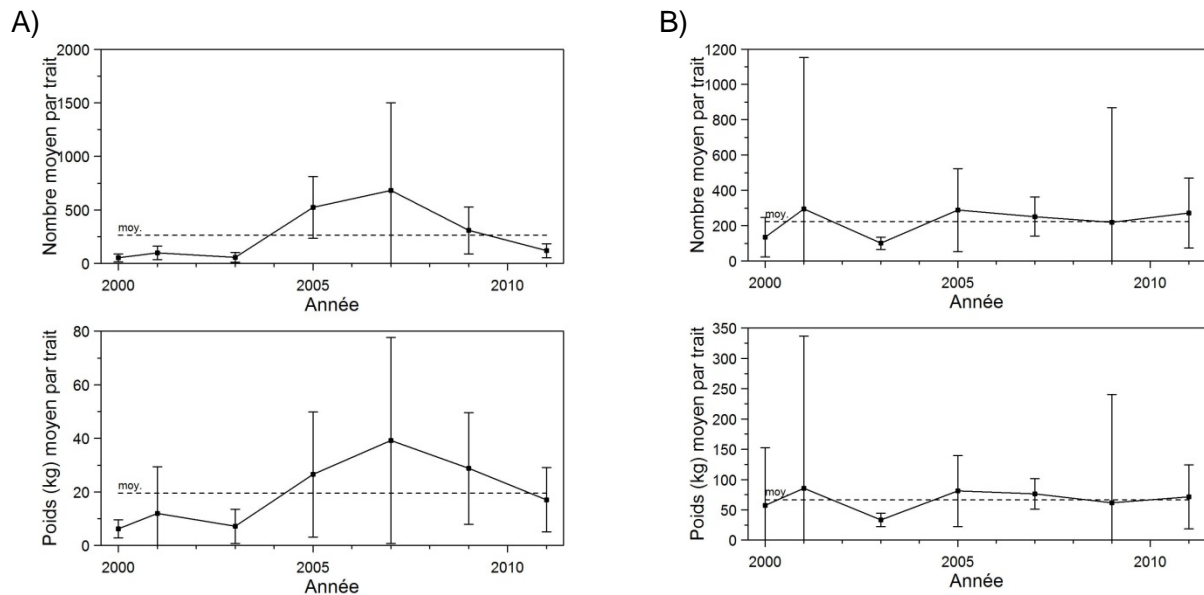 A)
Nombre moyen par trait
2000
1500
1000
500
0
moy.
2000
2005
2010
Année
Poids (kg) moyen par trait
80
60
40
20
0
moy.
2000
2005
2010
Année
B)
Nombre moyen par trait
1200
1000
800
600
400
200
0
moy.
2000
2005
2010
Année
Poids (kg) moyen par trait
350
300
250
200
150
100
50
0
moy.
2000
2005
2010
Année